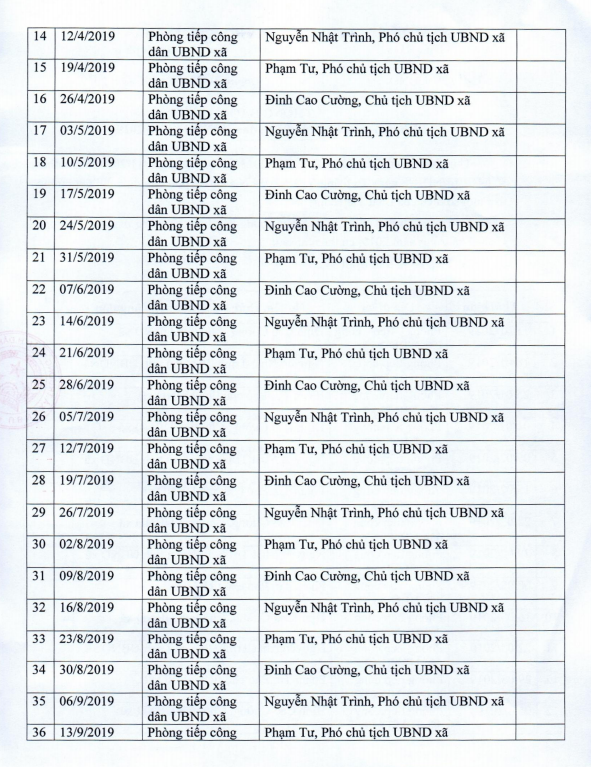 14 12/4/2019 Phòng tiếp công Nguyễn Nhật Trình, Phó chủ tịch UBND xã
dân UBND xã
15 19/4/2019 Phòng tiếp công Phạm Tư, Phó chủ tịch UBND xã
dân UBND xã
16 26/4/2019 Phòng tiếp công Đinh Cao Cường, Chủ tịch UBND xã
dân UBND xã
17 03/5/2019 Phòng tiếp công Nguyễn Nhật Trình, Phó chủ tịch UBND xã
dân UBND xã
18 10/5/2019 Phòng tiếp công Phạm Tư, Phó chủ tịch UBND xã
dân UBND xã
19 17/5/2019 Phòng tiếp công Đinh Cao Cường, Chủ tịch UBND xã
dân UBND xã
20 24/5/2019 Phòng tiếp công Nguyễn Nhật Trình, Phó chủ tịch UBND xã
dân UBND xã
21 31/5/2019 Phòng tiếp công Phạm Tư, Phó chủ tịch UBND xã
dân UBND xã
22 07/6/2019 Phòng tiếp công Đinh Cao Cường, Chủ tịch UBND xã
dân UBND xã
23 14/6/2019 Phòng tiếp công Nguyễn Nhật Trình, Phó chủ tịch UBND xã
dân UBND xã
24 21/6/2019 Phòng tiếp công Phạm Tư, Phó chủ tịch UBND xã
dân UBND xã
25 28/6/2019 Phòng tiếp công Đinh Cao Cường, Chủ tịch UBND xã
dân UBND xã
26 05/7/2019 Phòng tiếp công Nguyễn Nhật Trình, Phó chủ tịch UBND xã
dân UBND xã
27 12/7/2019 Phòng tiếp công Phạm Tư, Phó chủ tịch UBND xã
dân UBND xã
28 19/7/2019 Phòng tiếp công Đinh Cao Cường, Chủ tịch UBND xã
dân UBND xã
29 26/7/2019 Phòng tiếp công Nguyễn Nhật Trình, Phó chủ tịch UBND xã
dân UBND xã
30 02/8/2019 Phòng tiếp công Phạm Tư, Phó chủ tịch UBND xã
dân UBND xã
31 09/8/2019 Phòng tiếp công Đinh Cao Cường, Chủ tịch UBND xã
dân UBND xã
32 16/8/2019 Phòng tiếp công Nguyễn Nhật Trình, Phó chủ tịch UBND xã
dân UBND xã
33 23/8/2019 Phòng tiếp công Phạm Tư, Phó chủ tịch UBND xã
dân UBND xã
34 30/8/2019 Phòng tiếp công Đinh Cao Cường, Chủ tịch UBND xã
dân UBND xã
35 06/9/2019 Phòng tiếp công Nguyễn Nhật Trình, Phó chủ tịch UBND xã
dân UBND xã
36 13/9/2019 Phòng tiếp công Phạm Tư, Phó chủ tịch UBND xã